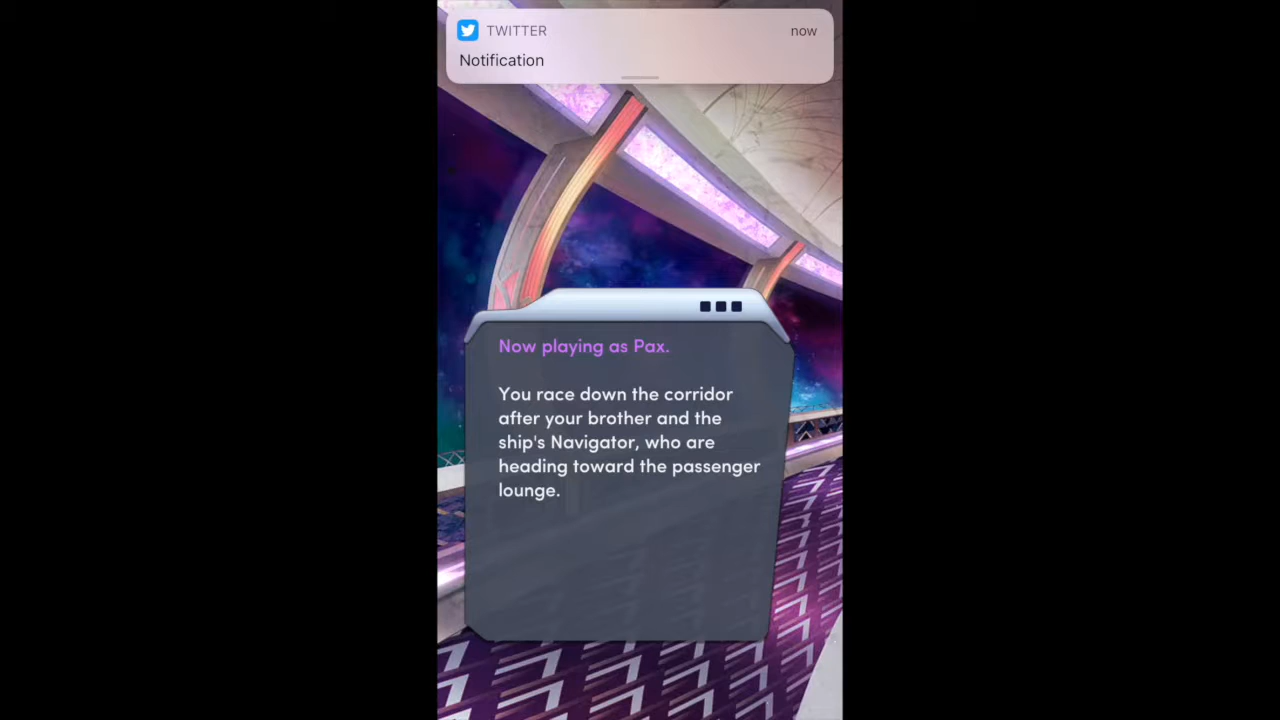 TWITTER now
Notification
Now playing as Pax.
You race down the corridor
after your brother and the
ship's Navigator, who are
heading toward the passenger
lounge.